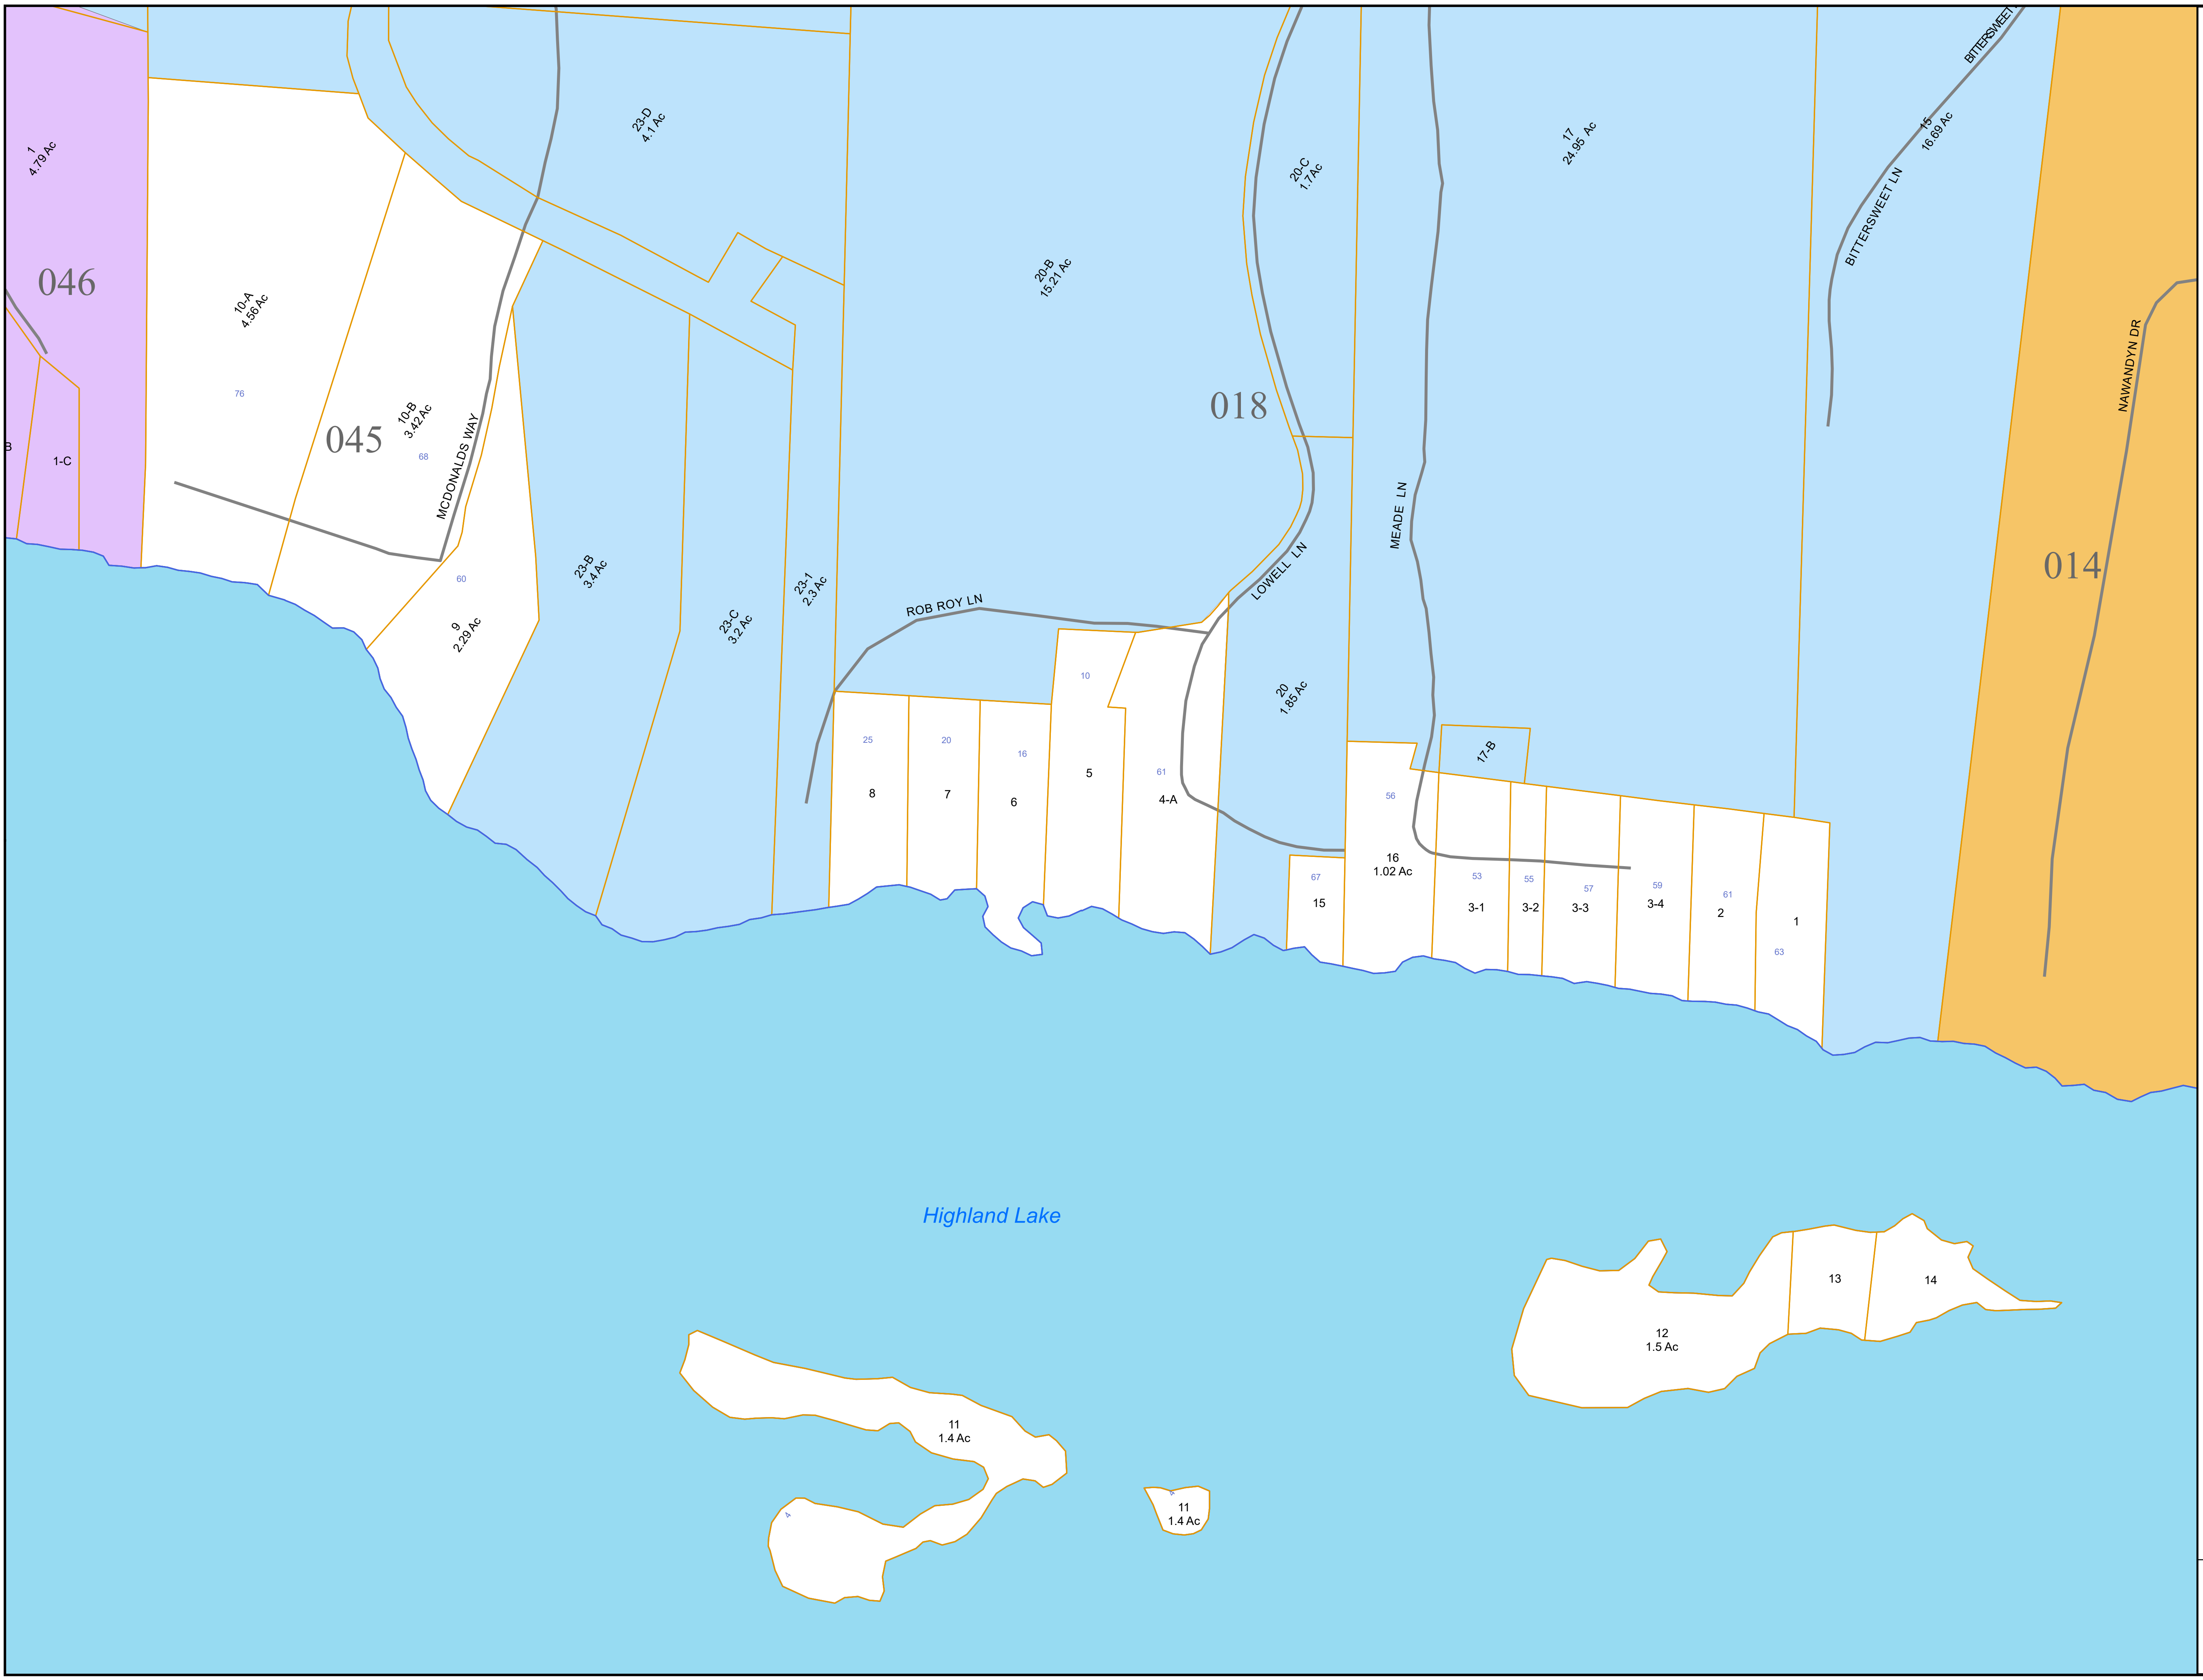 BITTERSWEET
1
4.79 Ac
23-D
4.1 Ac
20-C
1.7 Ac
17
24.95 Ac
15
16.69 Ac
BITTERSWEET LN
046
10-A
4.56 Ac
20-B
15.21 Ac
NAWANDYN DR
76
045
10-B
3.42 Ac
68
MCDONALDS WAY
018
B
1-C
MEADE LN
014
60
9
2.29 Ac
23-B
3.4 Ac
23-C
3.2 Ac
23-1
2.3 Ac
ROB ROY LN
LOWELL LN
10
20
1.85 Ac
25
20
16
17-B
8
7
6
5
61
4-A
56
16
1.02 Ac
67
15
53
3-1
55
3-2
57
3-3
59
3-4
61
2
1
63
Highland Lake
13
14
12
1.5 Ac
11
1.4 Ac
4
4
11
1.4 Ac